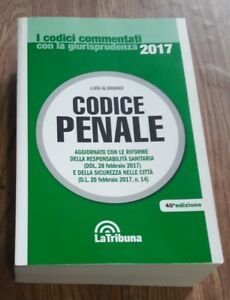 I codici commentati
con la giurisprudenza 2017
LUIGI ALIBRANDI
CODICE
PENALE
AGGIORNATO CON LE RIFORME
DELLA RESPONSABILITÀ SANITARIA
(DDL. 28 febbraio 2017)
E DELLA SICUREZZA NELLE CITTÀ
(D.L. 20 febbraio 2017, n. 14)
40ª edizione
LaTribuna